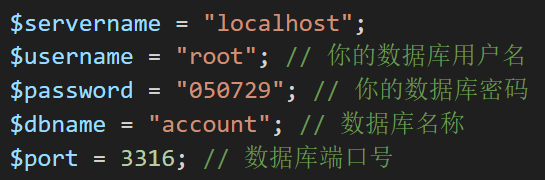 $servername = "localhost";
$username = "root"; // 你的数据库用户名
$password = "050729"; // 你的数据库密码
$dbname = "account"; // 数据库名称
$port = 3316; // 数据库端口号